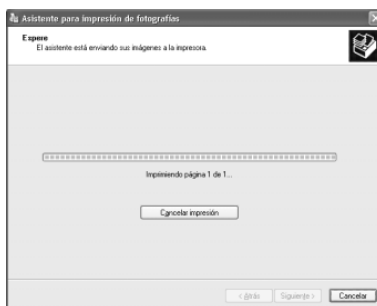 Asistente para impresión de fotografías
Espere
El asistente está enviando sus imágenes a la impresora.
Imprimiendo página 1 de 1...
Cancelar impresión
< Atrás Siguiente > Cancelar